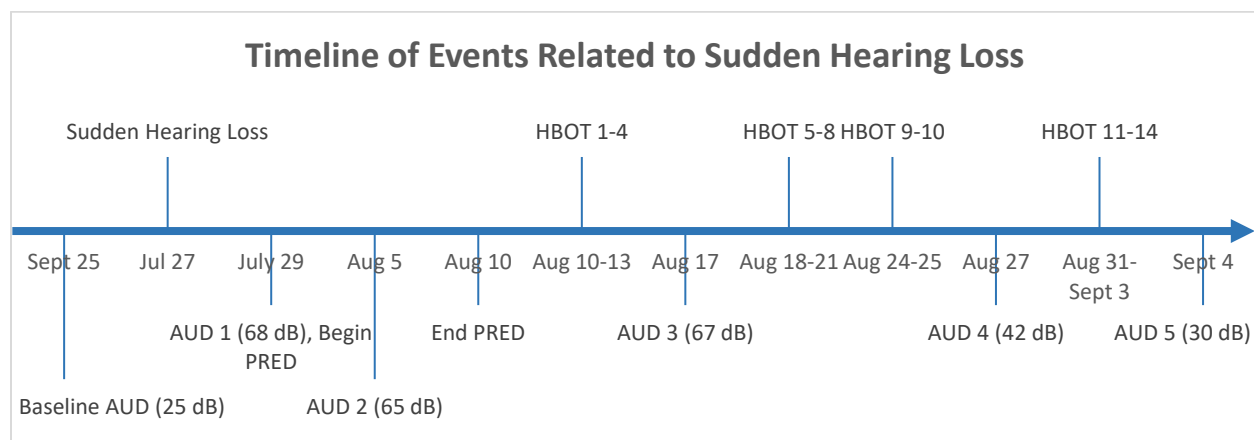 Timeline of Events Related to Sudden Hearing Loss
Sudden Hearing Loss
HBOT 1-4
HBOT 5-8
HBOT 9-10
HBOT 11-14
Sept 25
Jul 27
July 29
Aug 5
Aug 10
Aug 10-13
Aug 17
Aug 18-21
Aug 24-25
Aug 27
Aug 31-
Sept 3
Sept 4
AUD 1 (68 dB), Begin
PRED
End PRED
AUD 3 (67 dB)
AUD 4 (42 dB)
AUD 5 (30 dB)
Baseline AUD (25 dB)
AUD 2 (65 dB)